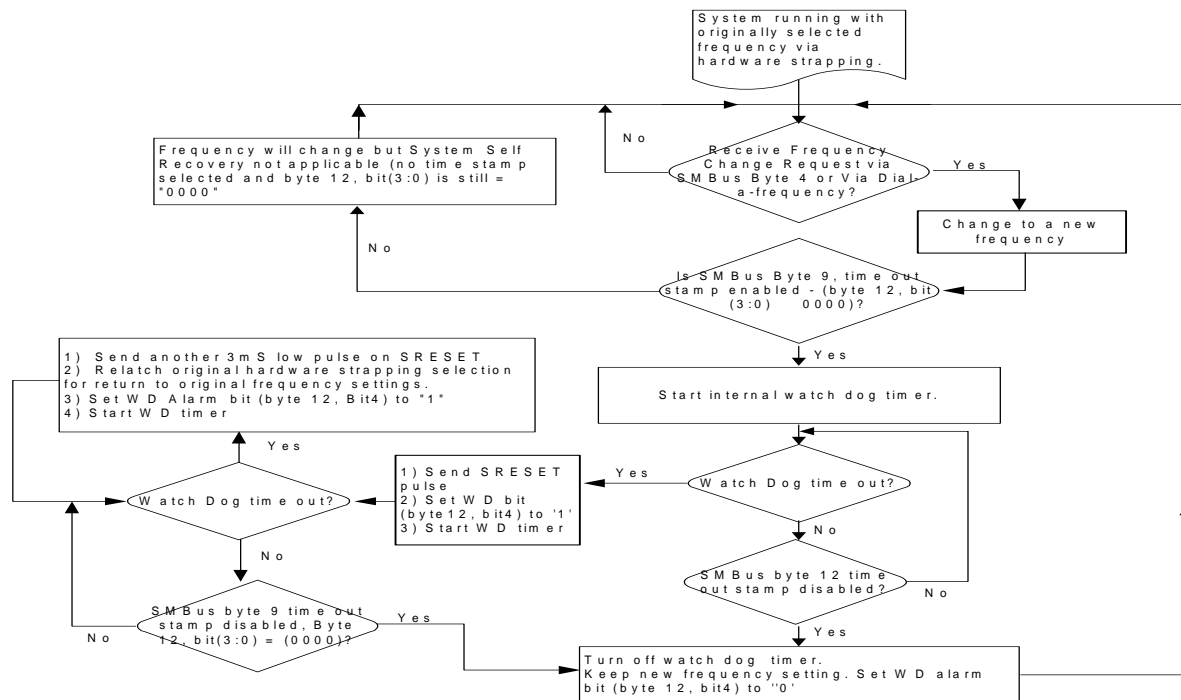 System running with
originally selected
frequency via
hardware strapping.
No
Receive Frequency
Change Request via
SMBus Byte 4 or Via Dial-
a-frequency?
Yes
Frequency will change but System Self
Recovery not applicable (no time stamp
selected and byte 12, bit(3:0) is still =
"0000"
Change to a new
frequency
No
Is SMBus Byte 9, time out
stamp enabled - (byte 12, bit
(3:0) 0000)?
Yes
1) Send another 3mS low pulse on SRESET
2) Relatch original hardware strapping selection
for return to original frequency settings.
3) Set WD Alarm bit (byte 12, Bit4) to "1"
4) Start WD timer
Start internal watch dog timer.
Yes
Watch Dog time out?
1) Send SRESET
pulse
2) Set WD bit
(byte12, bit4) to '1'
3) Start WD timer
Yes
Watch Dog time out?
No
No
SMBus byte 12 time
out stamp disabled?
No
SMBus byte 9 time out
stamp disabled, Byte
12, bit(3:0) = (0000)?
No
Yes
Yes
Turn off watch dog timer.
Keep new frequency setting. Set WD alarm
bit (byte 12, bit4) to ''0'